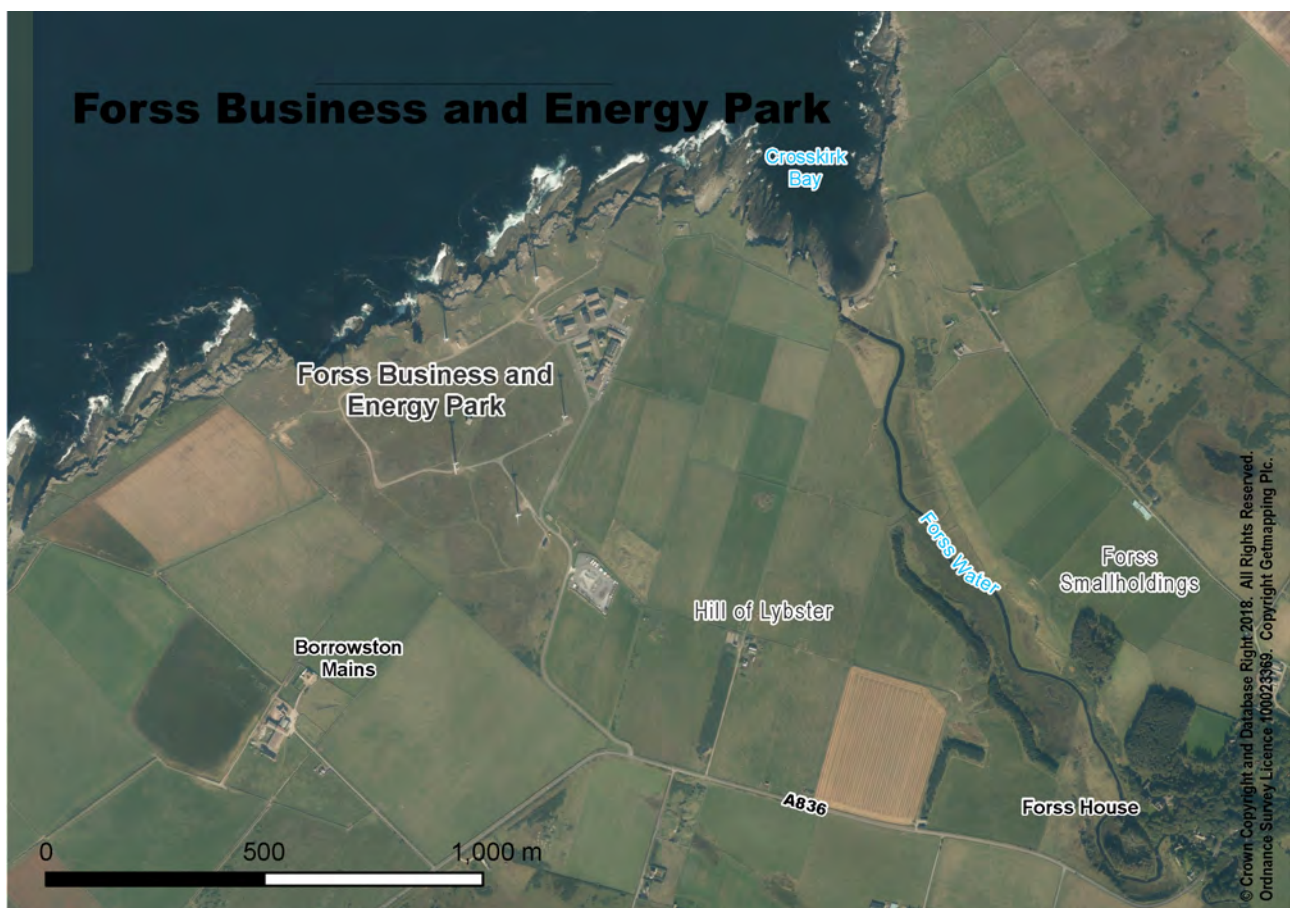 Forss Business and Energy Park
Crosskirk
Bay
Forss Business and
Energy Park
Forss Water
Forss
Smallholdings
Hill of Lybster
Borrowston
Mains
A836
Forss House
0 500 1,000 m
© Crown Copyright and Database Right 2018. All Rights Reserved.
Ordnance Survey Licence 100023369. Copyright Getmapping Plc.